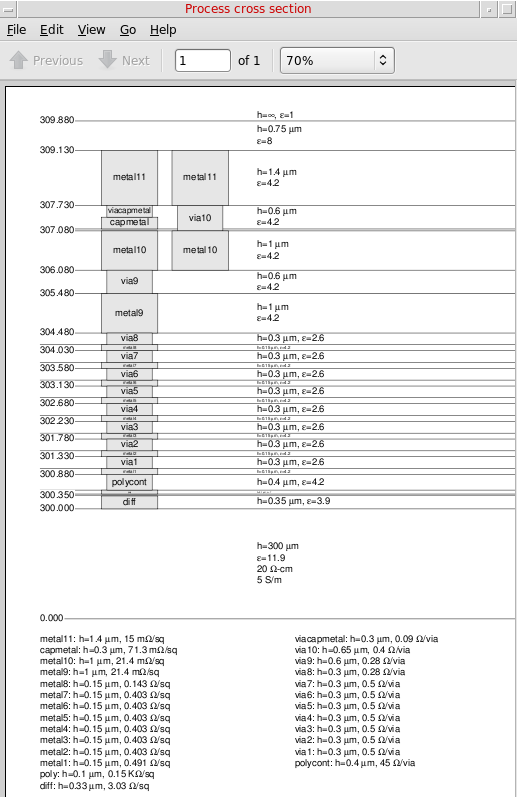 Process cross section
File Edit View Go Help
Previous Next 1 of 1 70%
309.880
h=∞, ε=1
h=0.75 μm
ε=8
309.130
metal11 metal11
h=1.4 μm
ε=4.2
307.730
viacapmetal
capmetal
via10
h=0.6 μm
ε=4.2
307.080
metal10 metal10
h=1 μm
ε=4.2
306.080
via9
h=0.6 μm
ε=4.2
305.480
metal9
h=1 μm
ε=4.2
304.480
via8 h=0.3 μm, ε=2.6
304.030
via7 h=0.3 μm, ε=2.6
303.580
via6 h=0.3 μm, ε=2.6
303.130
via5 h=0.3 μm, ε=2.6
302.680
via4 h=0.3 μm, ε=2.6
302.230
via3 h=0.3 μm, ε=2.6
301.780
via2 h=0.3 μm, ε=2.6
301.330
via1 h=0.3 μm, ε=2.6
300.880
polycont h=0.4 μm, ε=4.2
300.350
diff h=0.35 μm, ε=3.9
300.000
h=300 μm
ε=11.9
20 Ω-cm
5 S/m
0.000
metal11: h=1.4 μm, 15 mΩ/sq
capmetal: h=0.3 μm, 71.3 mΩ/sq
metal10: h=1 μm, 21.4 mΩ/sq
metal9: h=1 μm, 21.4 mΩ/sq
metal8: h=0.15 μm, 0.143 Ω/sq
metal7: h=0.15 μm, 0.403 Ω/sq
metal6: h=0.15 μm, 0.403 Ω/sq
metal5: h=0.15 μm, 0.403 Ω/sq
metal4: h=0.15 μm, 0.403 Ω/sq
metal3: h=0.15 μm, 0.403 Ω/sq
metal2: h=0.15 μm, 0.403 Ω/sq
metal1: h=0.15 μm, 0.491 Ω/sq
poly: h=0.1 μm, 0.15 KΩ/sq
diff: h=0.33 μm, 3.03 Ω/sq
viacapmetal: h=0.3 μm, 0.09 Ω/via
via10: h=0.65 μm, 0.4 Ω/via
via9: h=0.6 μm, 0.28 Ω/via
via8: h=0.3 μm, 0.28 Ω/via
via7: h=0.3 μm, 0.5 Ω/via
via6: h=0.3 μm, 0.5 Ω/via
via5: h=0.3 μm, 0.5 Ω/via
via4: h=0.3 μm, 0.5 Ω/via
via3: h=0.3 μm, 0.5 Ω/via
via2: h=0.3 μm, 0.5 Ω/via
via1: h=0.3 μm, 0.5 Ω/via
polycont: h=0.4 μm, 45 Ω/via